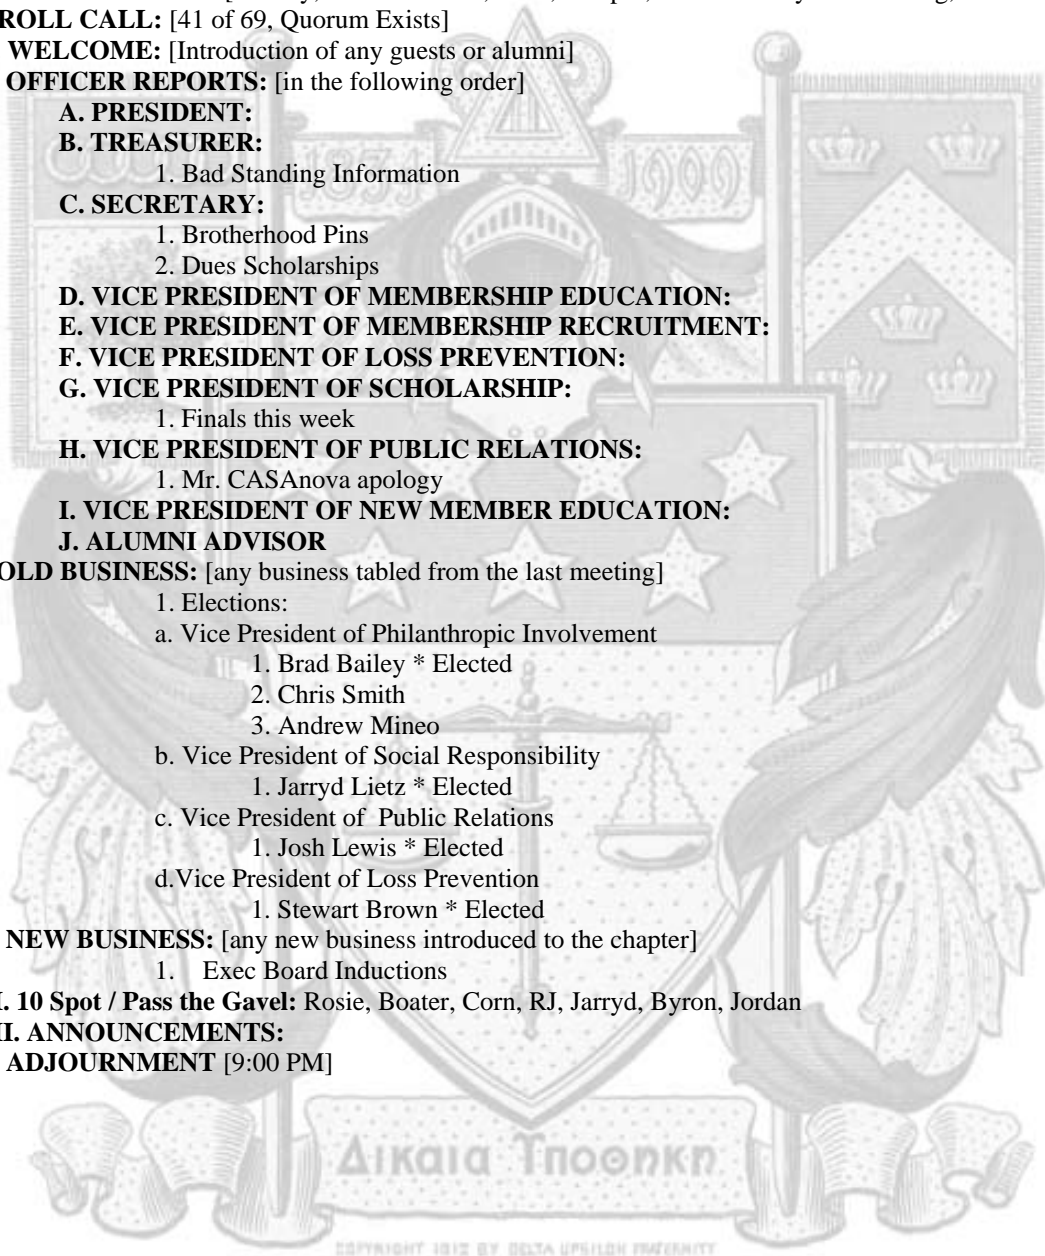 ROLL CALL: [41 of 69, Quorum Exists]
WELCOME: [Introduction of any guests or alumni]
OFFICER REPORTS: [in the following order]
A. PRESIDENT:
B. TREASURER:
1. Bad Standing Information
C. SECRETARY:
1. Brotherhood Pins
2. Dues Scholarships
D. VICE PRESIDENT OF MEMBERSHIP EDUCATION:
E. VICE PRESIDENT OF MEMBERSHIP RECRUITMENT:
F. VICE PRESIDENT OF LOSS PREVENTION:
G. VICE PRESIDENT OF SCHOLARSHIP:
1. Finals this week
H. VICE PRESIDENT OF PUBLIC RELATIONS:
1. Mr. CASAnova apology
I. VICE PRESIDENT OF NEW MEMBER EDUCATION:
J. ALUMNI ADVISOR
OLD BUSINESS: [any business tabled from the last meeting]
1. Elections:
a. Vice President of Philanthropic Involvement
1. Brad Bailey * Elected
2. Chris Smith
3. Andrew Mineo
b. Vice President of Social Responsibility
1. Jarryd Lietz * Elected
c. Vice President of Public Relations
1. Josh Lewis * Elected
d.Vice President of Loss Prevention
1. Stewart Brown * Elected
NEW BUSINESS: [any new business introduced to the chapter]
1. Exec Board Inductions
I. 10 Spot / Pass the Gavel: Rosie, Boater, Corn, RJ, Jarryd, Byron, Jordan
II. ANNOUNCEMENTS:
ADJOURNMENT [9:00 PM]
1834 1909
Δικαια Υποθηκη
COPYRIGHT 1912 BY DELTA UPSILON FRATERNITY